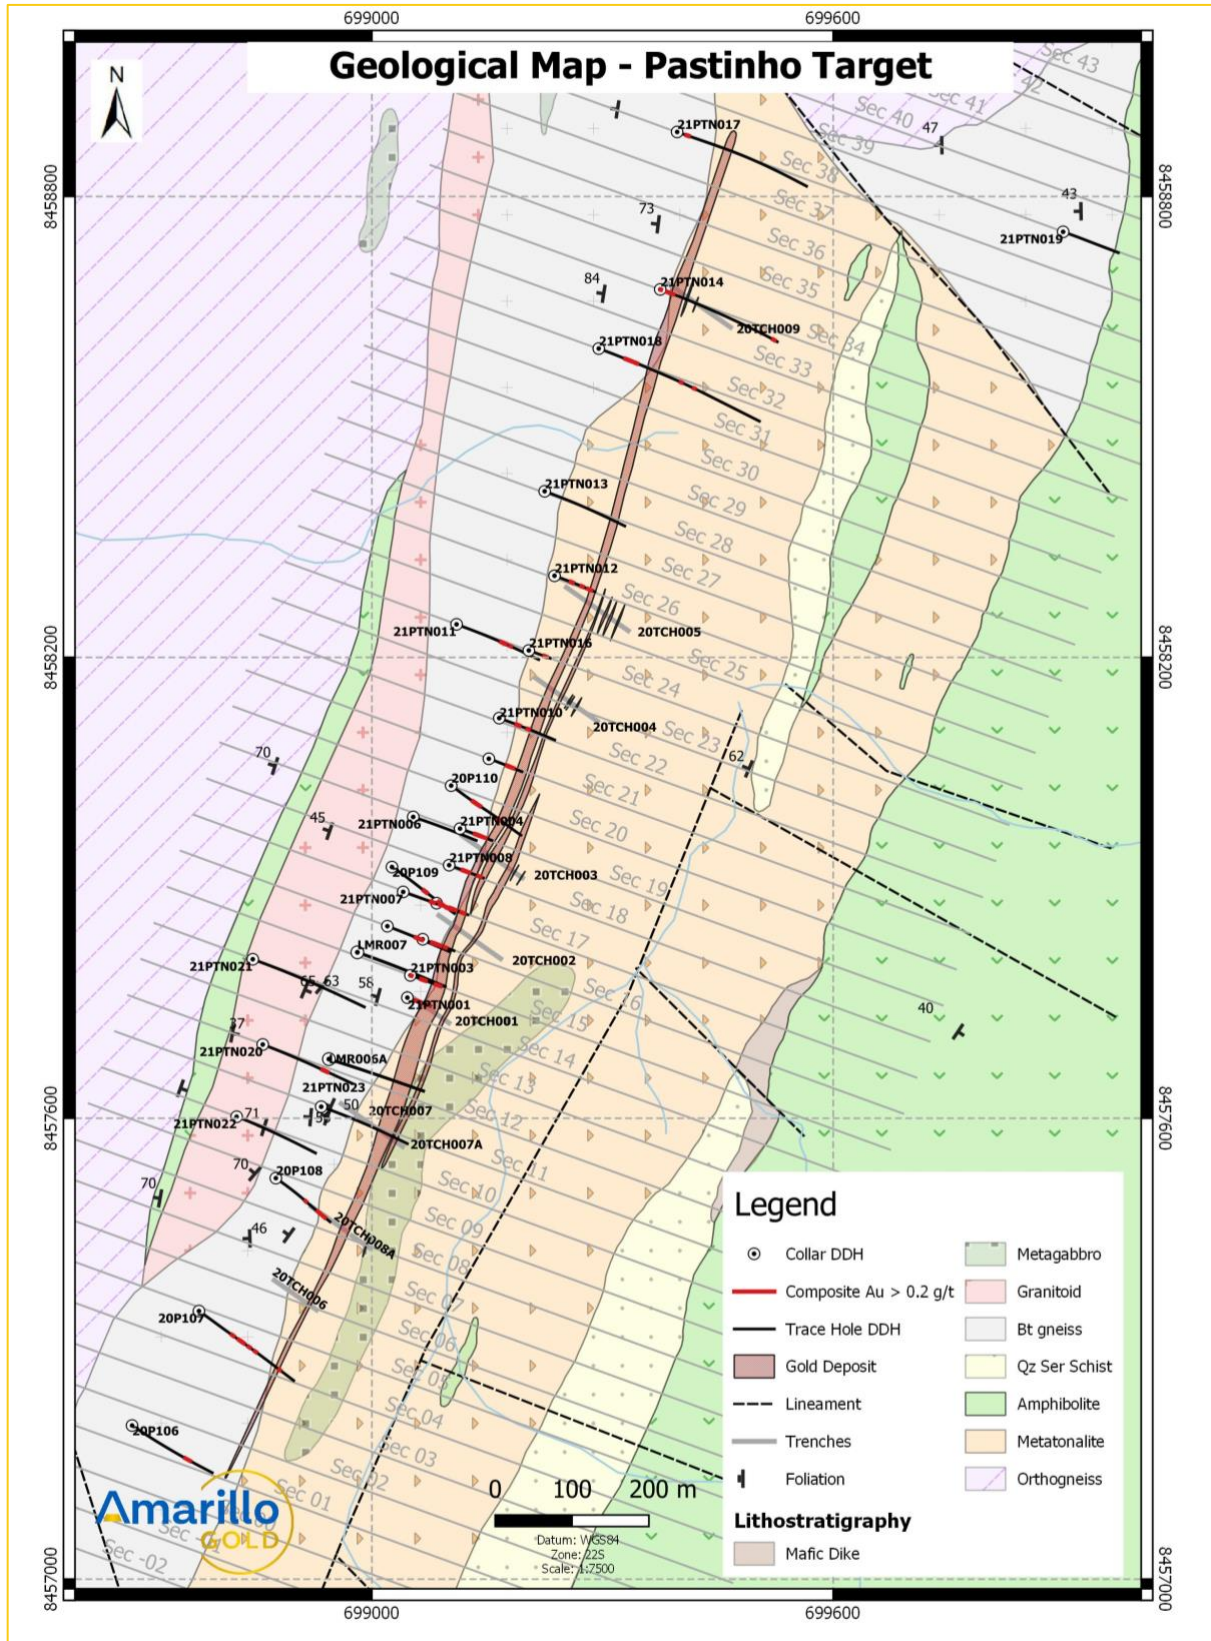 699000
699600
Geological Map - Pastinho Target
N
Sec 43
42
Sec 41
Sec 40
Sec 39
47
21PTN017
Sec 38
8458800
8458800
43
Sec 37
73
21PTN019
Sec 36
84
21PTN014
Sec 35
20TCH009
Sec 34
21PTN018
Sec 33
Sec 32
Sec 31
Sec 30
21PTN013
Sec 29
Sec 28
21PTN012
Sec 27
Sec 26
21PTN011
20TCH005
21PTN016
8458200
8458200
Sec 25
Sec 24
21PTN010
20TCH004
Sec 23
70
Sec 22
62
20P110
Sec 21
45
21PTN006
21PTN004
Sec 20
21PTN008
20P109
20TCH003
Sec 19
21PTN007
Sec 18
Sec 17
LMR007
20TCH002
21PTN021
21PTN003
65
63
58
Sec 16
21PTN001
40
20TCH001
Sec 15
37
21PTN020
LMR006A
Sec 14
Sec 13
21PTN023
50
20TCH007
Sec 12
8457600
8457600
21PTN022
71
20TCH007A
Sec 11
70
20P108
70
Sec 10
20TCH008A
Sec 09
46
Sec 08
20TCH006
Sec 07
20P107
Sec 06
Sec 05
Sec 04
20P106
Sec 03
Sec 02
Sec 01
Sec -02
Amarillo
GOLD
0 100 200 m
Datum: WGS84
Zone: 22S
Scale: 1:7500
Legend
Collar DDH
Composite Au > 0.2 g/t
Trace Hole DDH
Gold Deposit
Lineament
Trenches
Foliation
Lithostratigraphy
Mafic Dike
Metagabbro
Granitoid
Bt gneiss
Qz Ser Schist
Amphibolite
Metatonalite
Orthogneiss
8457000
8457000
699000
699600